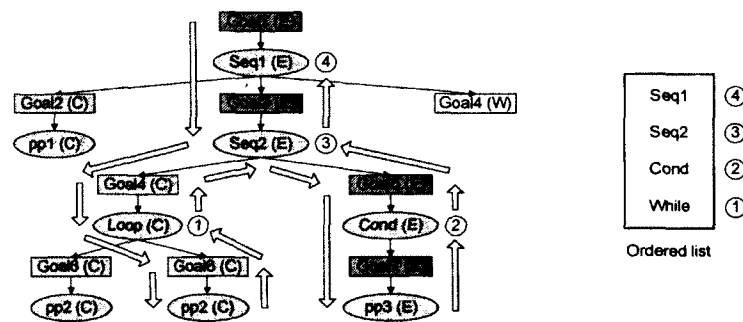 Seq1 (E) 4
Goal2 (C) Goal4 (W)
pp1 (C) Seq2 (E) 3
Goal4 (C)
Loop (C) 1 Cond (E) 2
Goal6 (C) Goal6 (C)
pp2 (C) pp2 (C) pp3 (E)
Seq1 4
Seq2 3
Cond 2
While 1
Ordered list